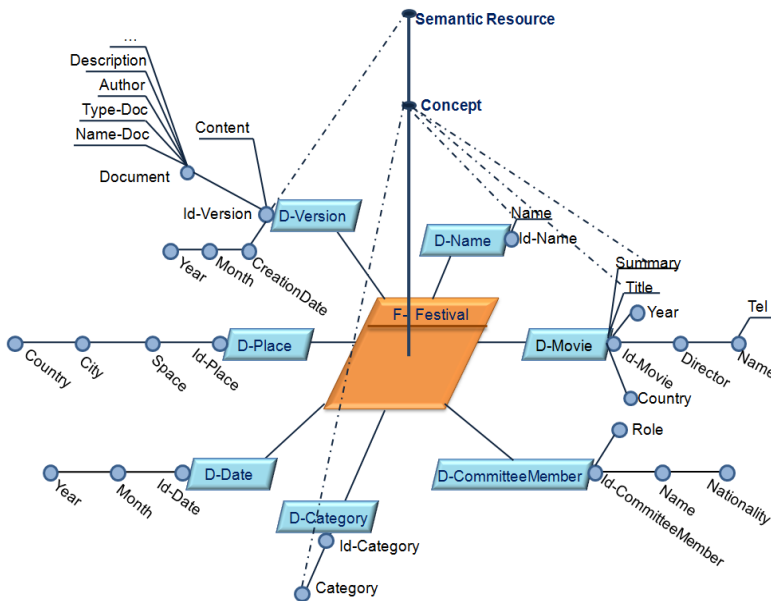 Semantic Resource
...
Description
Author
Type-Doc
Name-Doc
Document
Concept
Content
Id-Version
D-Version
Year
Month
CreationDate
Name
D-Name
Id-Name
Summary
Title
Year
Tel
F- Festival
D-Movie
Id-Movie
Director
Name
Country
D-Place
Country
City
Space
Id-Place
Role
D-CommitteeMember
Id-CommitteeMember
Name
Nationality
D-Date
Year
Month
Id-Date
D-Category
Id-Category
Category